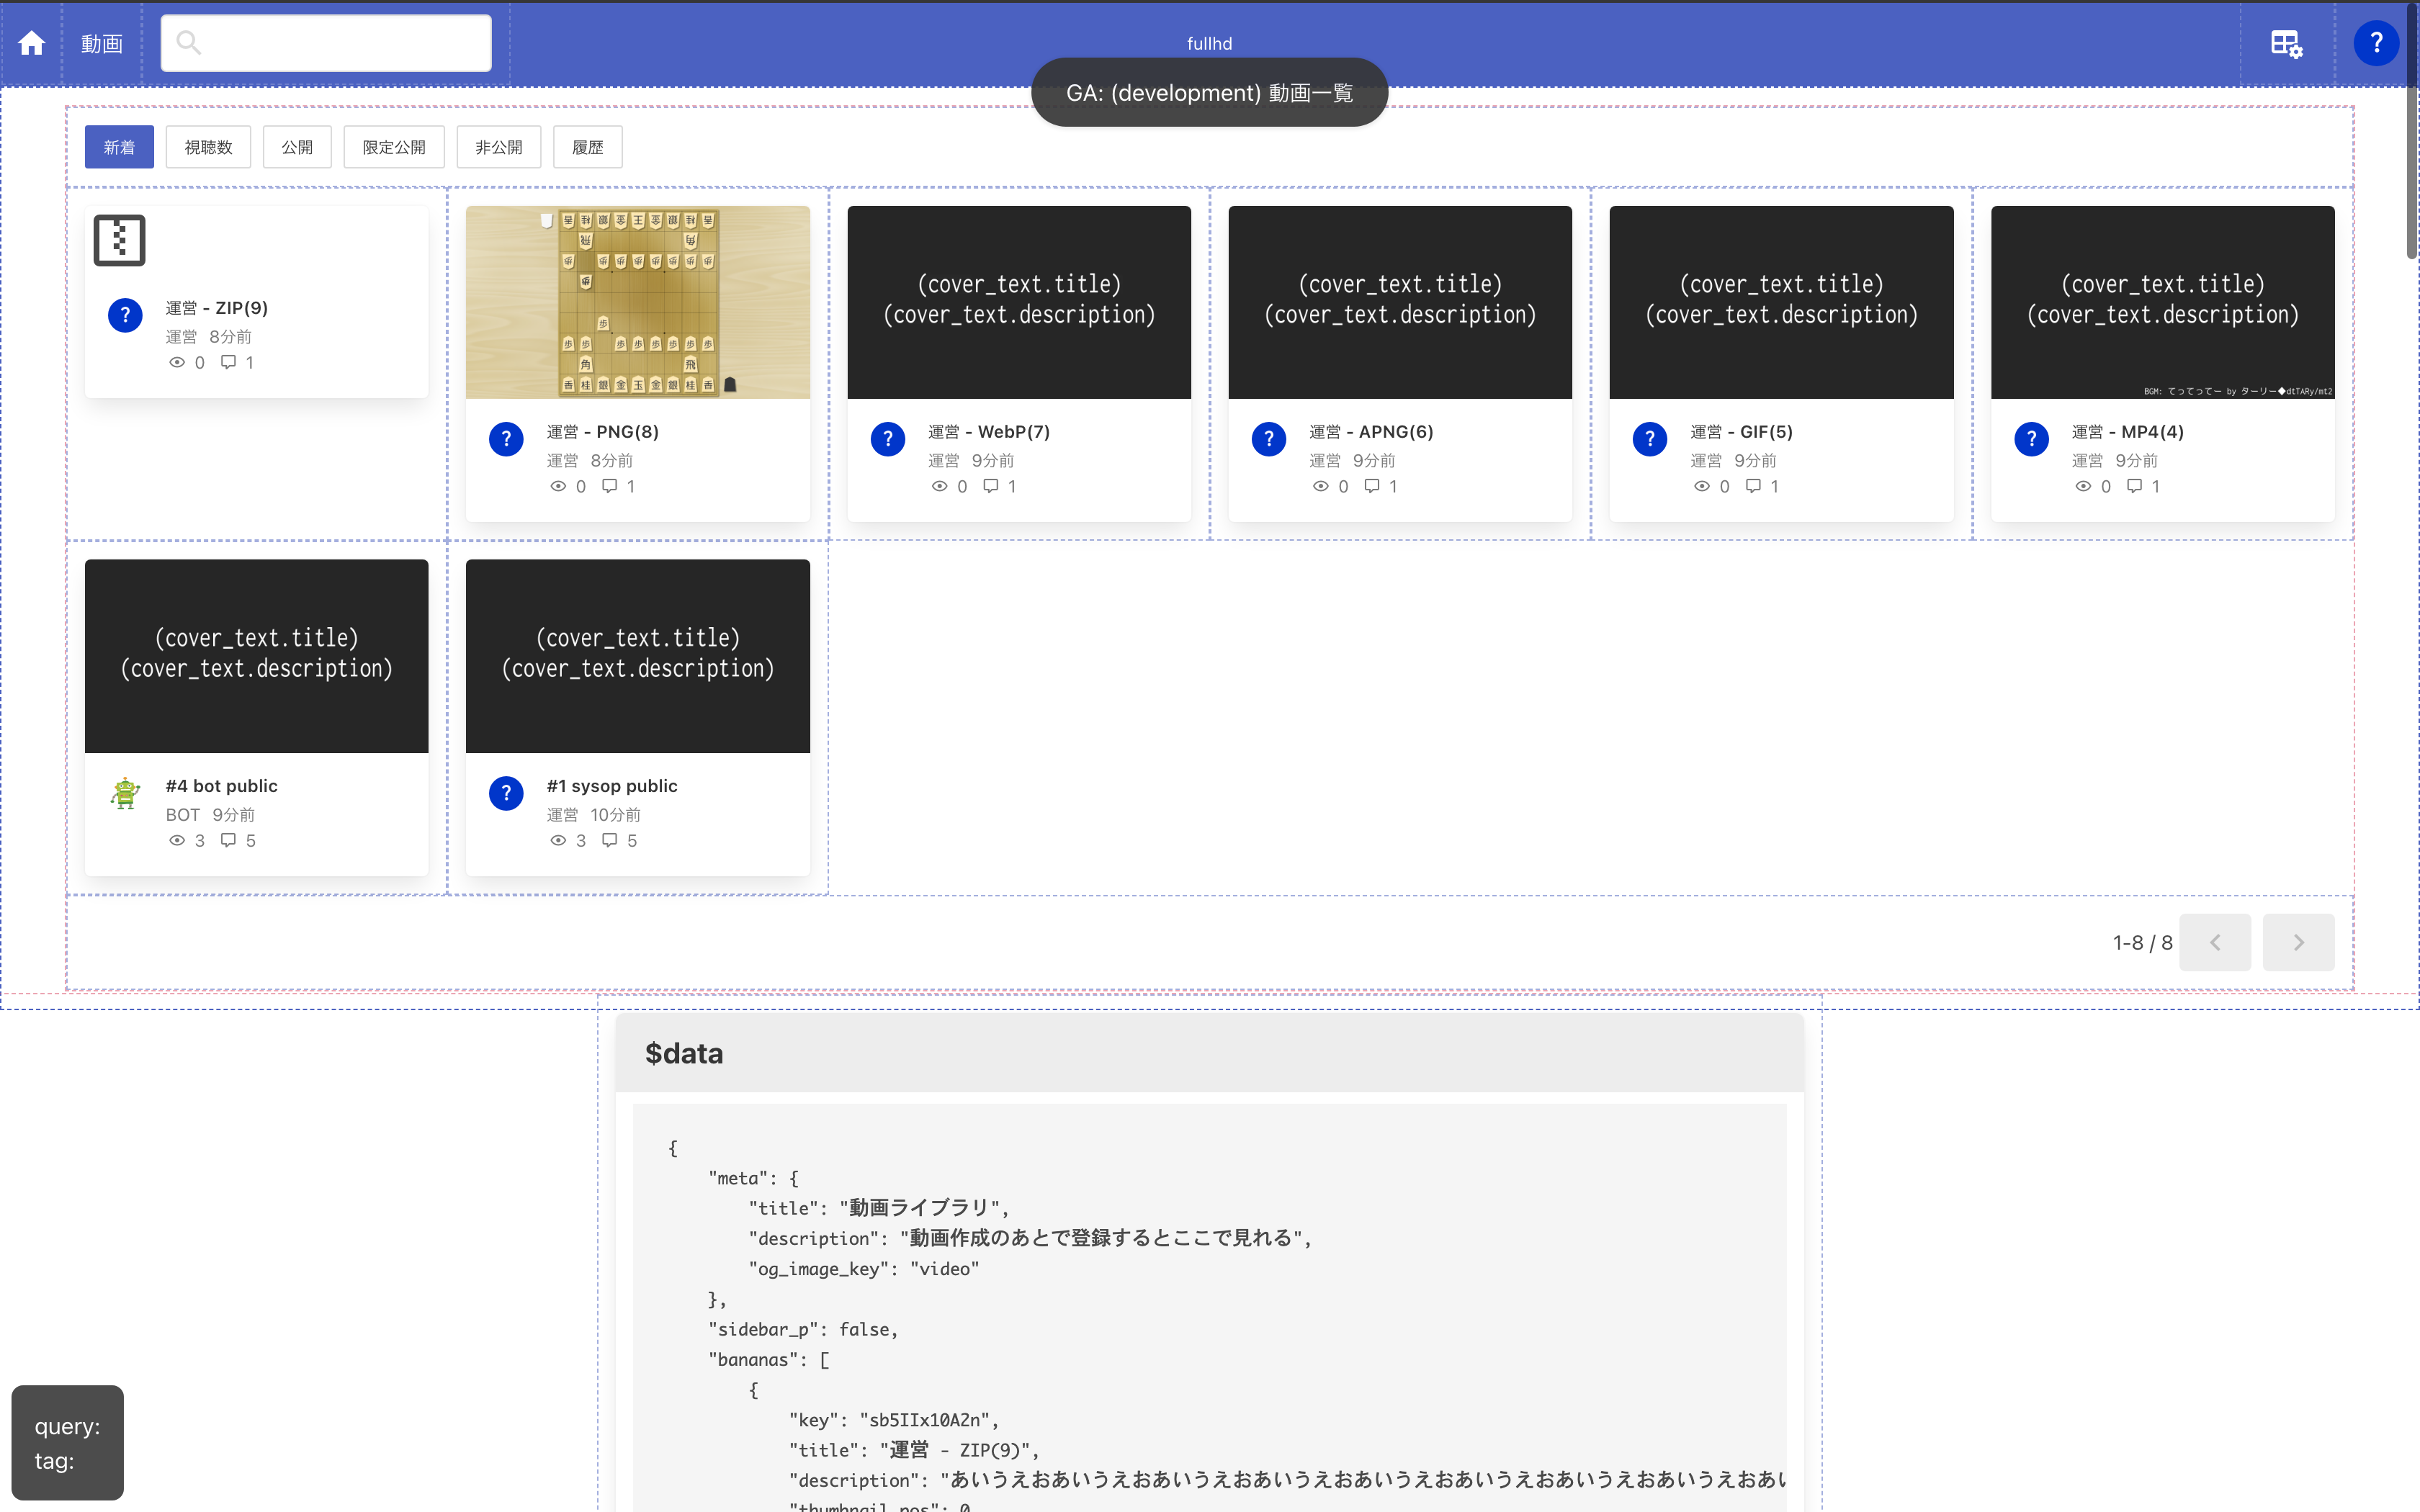 動画
fullhd
?
GA: (development) 動画一覧
新着 視聴数 公開 限定公開 非公開 履歴
?
運営 - ZIP(9)
運営 8分前
0 1
?
運営 - PNG(8)
運営 8分前
0 1
(cover_text.title)
(cover_text.description)
?
運営 - WebP(7)
運営 9分前
0 1
(cover_text.title)
(cover_text.description)
?
運営 - APNG(6)
運営 9分前
0 1
(cover_text.title)
(cover_text.description)
?
運営 - GIF(5)
運営 9分前
0 1
(cover_text.title)
(cover_text.description)
BGM: てってってー by ターリー◆dtTARy/mt2
?
運営 - MP4(4)
運営 9分前
0 1
(cover_text.title)
(cover_text.description)
#4 bot public
BOT 9分前
3 5
(cover_text.title)
(cover_text.description)
?
#1 sysop public
運営 10分前
3 5
1-8 / 8
$data
{
"meta": {
"title": "動画ライブラリ",
"description": "動画作成のあとで登録するとここで見れる",
"og_image_key": "video"
},
"sidebar_p": false,
"bananas": [
{
"key": "sb5IIx10A2n",
"title": "運営 - ZIP(9)",
"description": "あいうえおあいうえおあいうえおあいうえおあいうえおあいうえおあいうえおあいうえおあい
"thumbnail_pos": 0,
query:
tag: